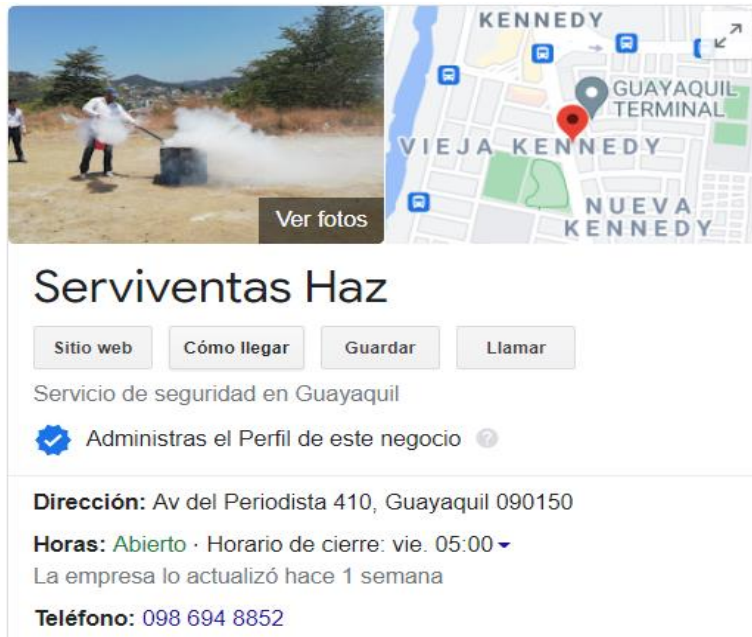 KENNEDY
GUAYAQUIL
TERMINAL
VIEJA KENNEDY
NUEVA
KENNEDY
Ver fotos
Serviventas Haz
Sitio web
Cómo llegar
Guardar
Llamar
Servicio de seguridad en Guayaquil
Administras el Perfil de este negocio ?
Dirección: Av del Periodista 410, Guayaquil 090150
Horas: Abierto · Horario de cierre: vie. 05:00
La empresa lo actualizó hace 1 semana
Teléfono: 098 694 8852